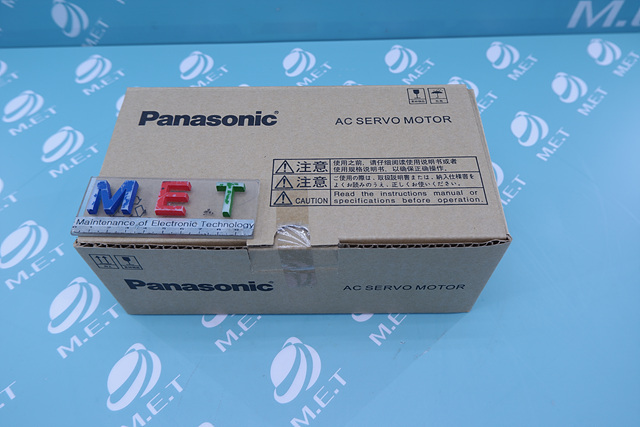 Panasonic
AC SERVO MOTOR
注意 使用之前，请仔细阅读使用说明书或者
使用规格说明书，以确保正确操作。
注意 ご使用の際は、取扱説明書または、納入仕様書を
よくお読みのうえ、正しくお使いください。
CAUTION Read the instructions manual or
specifications before operation.
MET
Maintenance of Electronic Technology
Panasonic
AC SERVO MOTOR
M.E.T
M.E.T
M.E.T
M.E.T
M.E.T
M.E.T
M.E.T